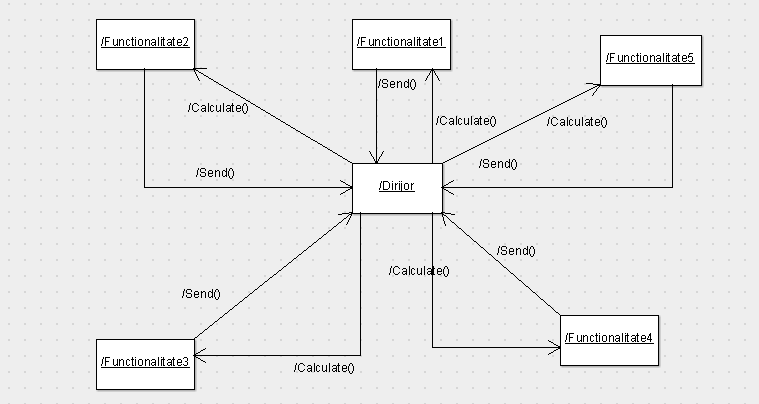 /Functionalitate2
/Functionalitate1
/Functionalitate5
/Send()
/Calculate()
/Calculate()
/Calculate()
/Send()
/Send()
/Dirijor
/Send()
/Calculate()
/Send()
/Functionalitate4
/Functionalitate3
/Calculate()